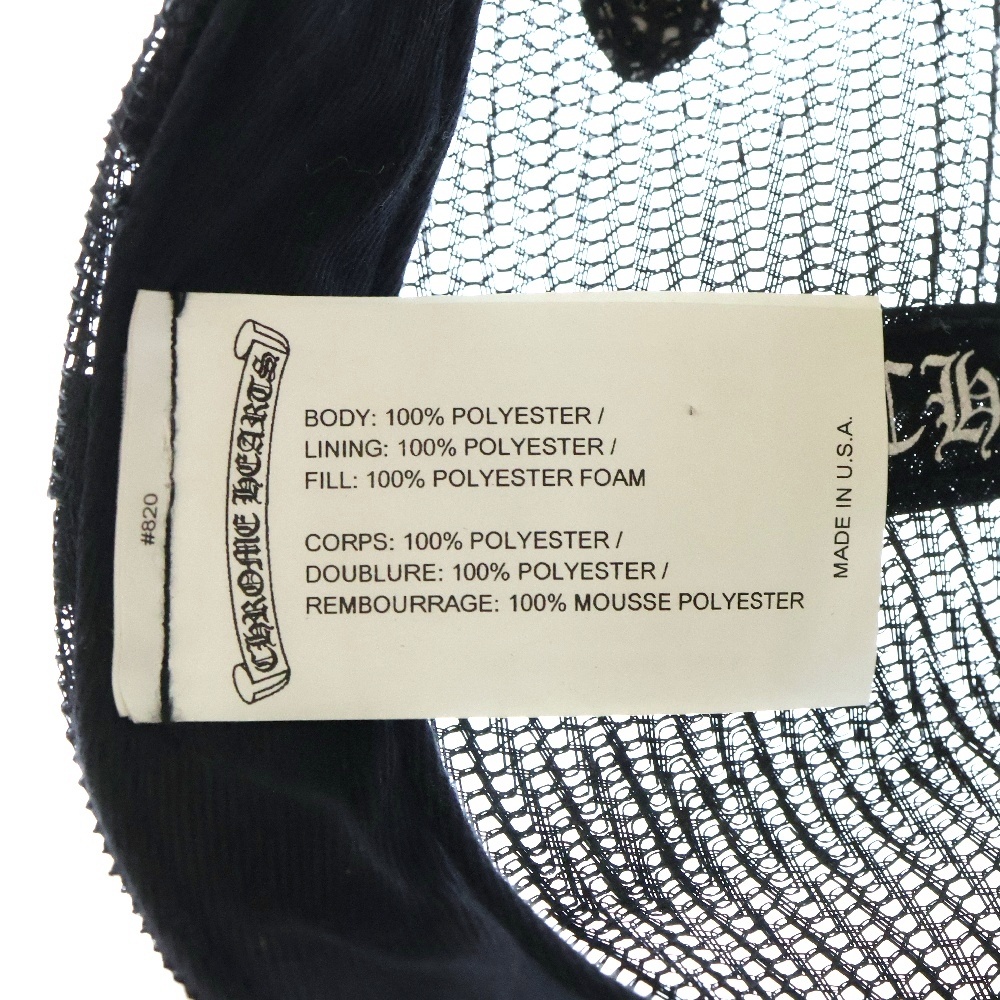 #820
CHROME HEARTS
BODY: 100% POLYESTER /
LINING: 100% POLYESTER /
FILL: 100% POLYESTER FOAM
CORPS: 100% POLYESTER /
DOUBLURE: 100% POLYESTER /
REMBOURRAGE: 100% MOUSSE POLYESTER
MADE IN U.S.A.